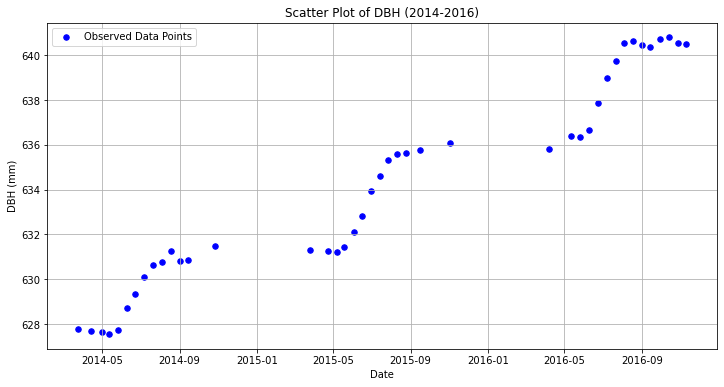 Scatter Plot of DBH (2014-2016)
Observed Data Points
640
638
636
634
632
630
628
DBH (mm)
2014-05 2014-09 2015-01 2015-05 2015-09 2016-01 2016-05 2016-09
Date